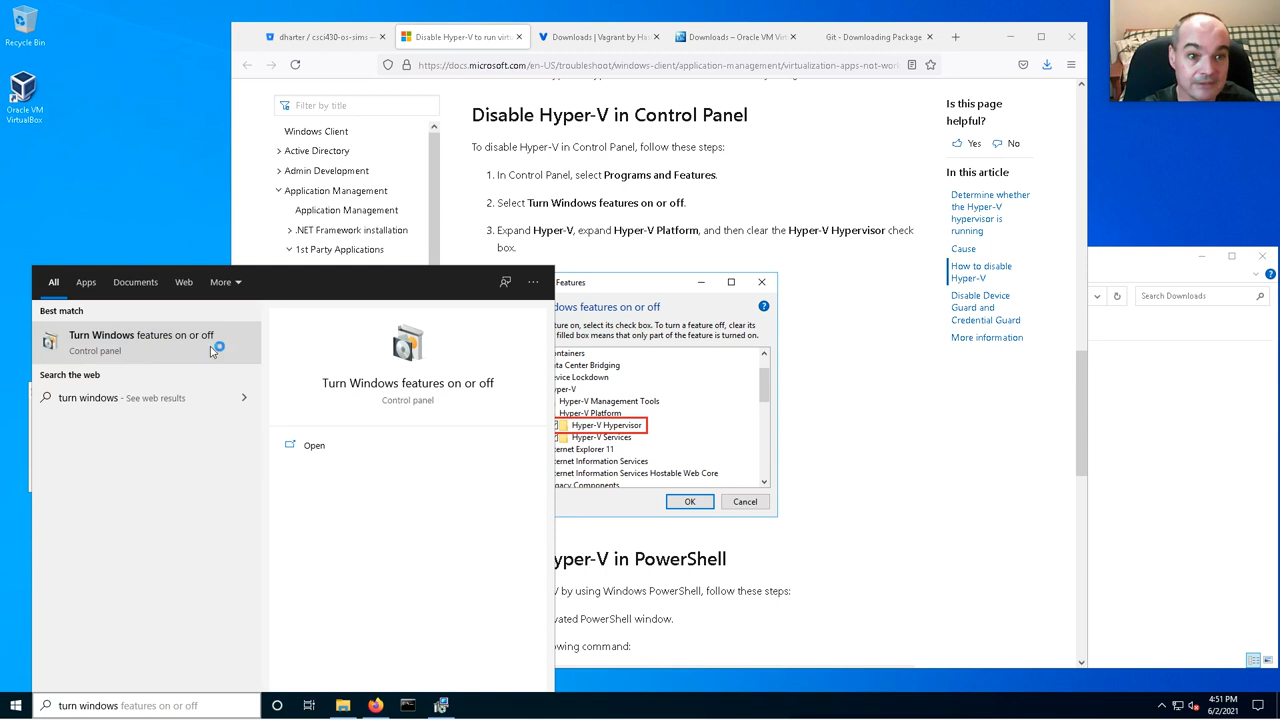 Recycle Bin
Oracle VM
VirtualBox
dharter / csci430-os-sims —
Disable Hyper-V to run virtu
Downloads | Vagrant by Has
Downloads – Oracle VM Virt
Git - Downloading Package
https://docs.microsoft.com/en-US/troubleshoot/windows-client/application-management/virtualization-apps-not-work
Filter by title
Windows Client
Active Directory
Admin Development
Application Management
Application Management
.NET Framework installation
1st Party Applications
Disable Hyper-V in Control Panel
To disable Hyper-V in Control Panel, follow these steps:
1. In Control Panel, select Programs and Features.
2. Select Turn Windows features on or off.
3. Expand Hyper-V, expand Hyper-V Platform, and then clear the Hyper-V Hypervisor check
box.
Is this page
helpful?
Yes
No
In this article
Determine whether
the Hyper-V
hypervisor is
running
Cause
How to disable
Hyper-V
Disable Device
Guard and
Credential Guard
More information
Features
dows features on or off
ture on, select its check box. To turn a feature off, clear its
filled box means that only part of the feature is turned on.
ontainers
ata Center Bridging
evice Lockdown
yper-V
Hyper-V Management Tools
Hyper-V Platform
Hyper-V Hypervisor
Hyper-V Services
ternet Explorer 11
ternet Information Services
ternet Information Services Hostable Web Core
egacy Components
OK
Cancel
yper-V in PowerShell
V by using Windows PowerShell, follow these steps:
vated PowerShell window.
owing command:
Search Downloads
All
Apps
Documents
Web
More
Best match
Turn Windows features on or off
Control panel
Search the web
turn windows - See web results
Turn Windows features on or off
Control panel
Open
turn windows features on or off
4:51 PM
6/2/2021